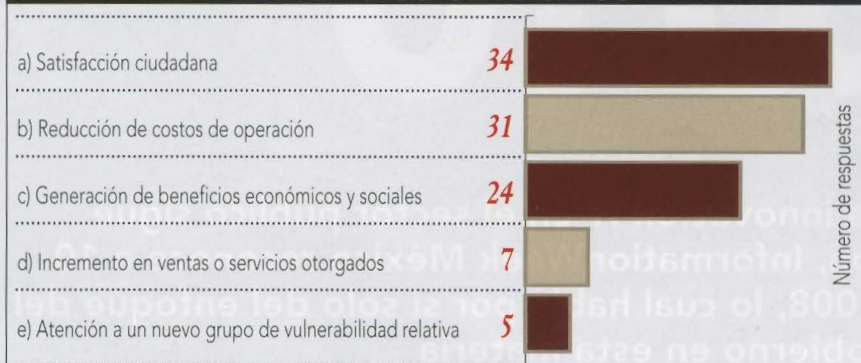 a) Satisfacción ciudadana 34
b) Reducción de costos de operación 31
c) Generación de beneficios económicos y sociales 24
d) Incremento en ventas o servicios otorgados 7
e) Atención a un nuevo grupo de vulnerabilidad relativa 5
Número de respuestas